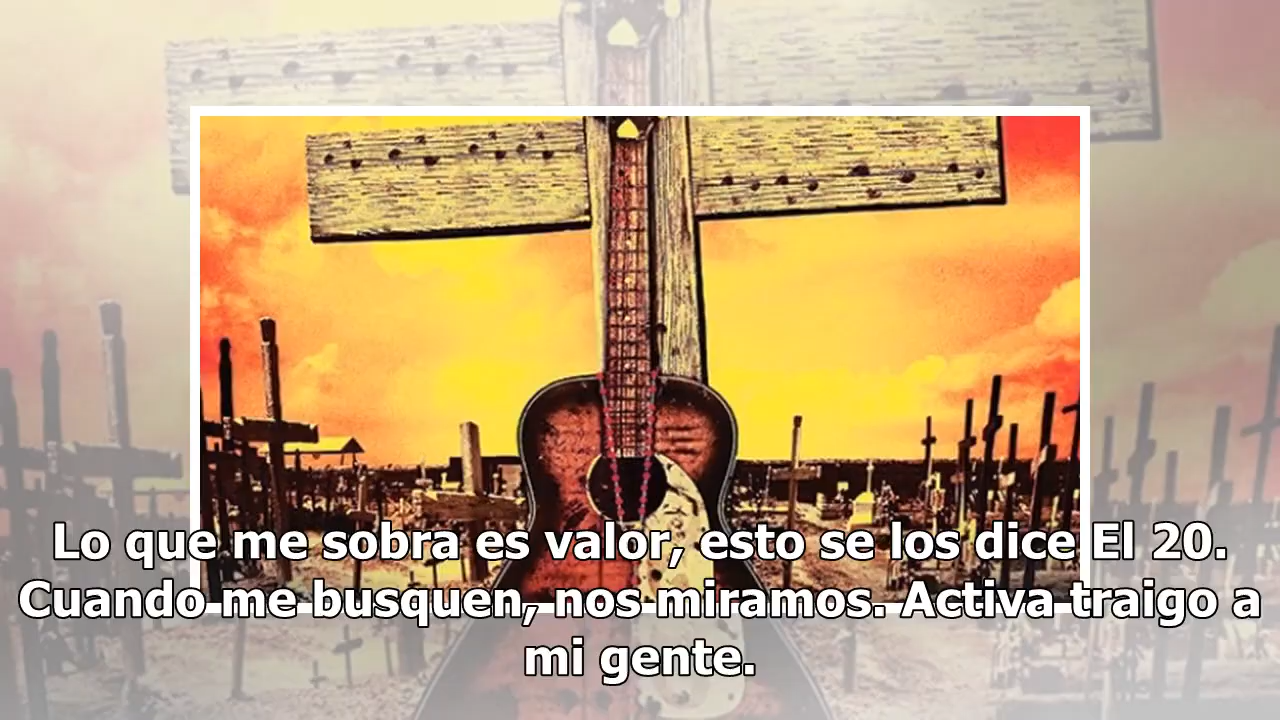 Lo que me sobra es valor, esto se los dice El 20.
Cuando me busquen, nos miramos. Activa traigo a
mi gente.